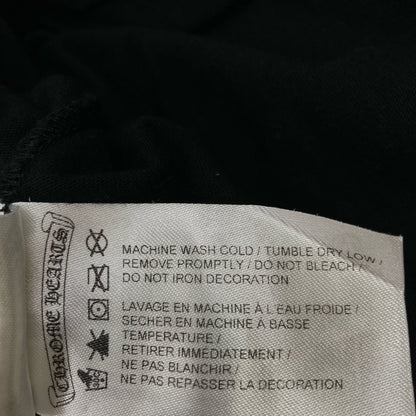 CHROME HEARTS
MACHINE WASH COLD / TUMBLE DRY LOW /
REMOVE PROMPTLY / DO NOT BLEACH /
DO NOT IRON DECORATION
LAVAGE EN MACHINE À L'EAU FROIDE /
SECHER EN MACHINE A BASSE
TEMPERATURE /
RETIRER IMMÉDIATEMENT /
NE PAS BLANCHIR /
NE PAS REPASSER LA DECORATION